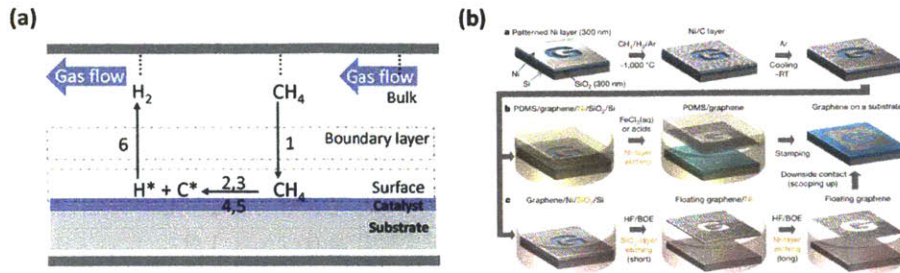 (a)
Gas flow
Gas flow
H2
CH4
Bulk
Boundary layer
6
1
H* + C*
2,3
CH4
Surface
4,5
Catalyst
Substrate
(b)
a Patterned Ni layer (300 nm)
CH4/H2/Ar
~1,000 °C
Ni/C layer
Ar
Cooling
~RT
Ni
Si
SiO2 (300 nm)
b PDMS/graphene/Ni/SiO2/Si
FeCl3(aq)
or acids
Ni-layer
etching
PDMS/graphene
Stamping
Graphene on a substrate
Downside contact
(scooping up)
c Graphene/Ni/SiO2/Si
HF/BOE
SiO2-layer
etching
(short)
Floating graphene/Ni
HF/BOE
Ni-layer
etching
(long)
Floating graphene